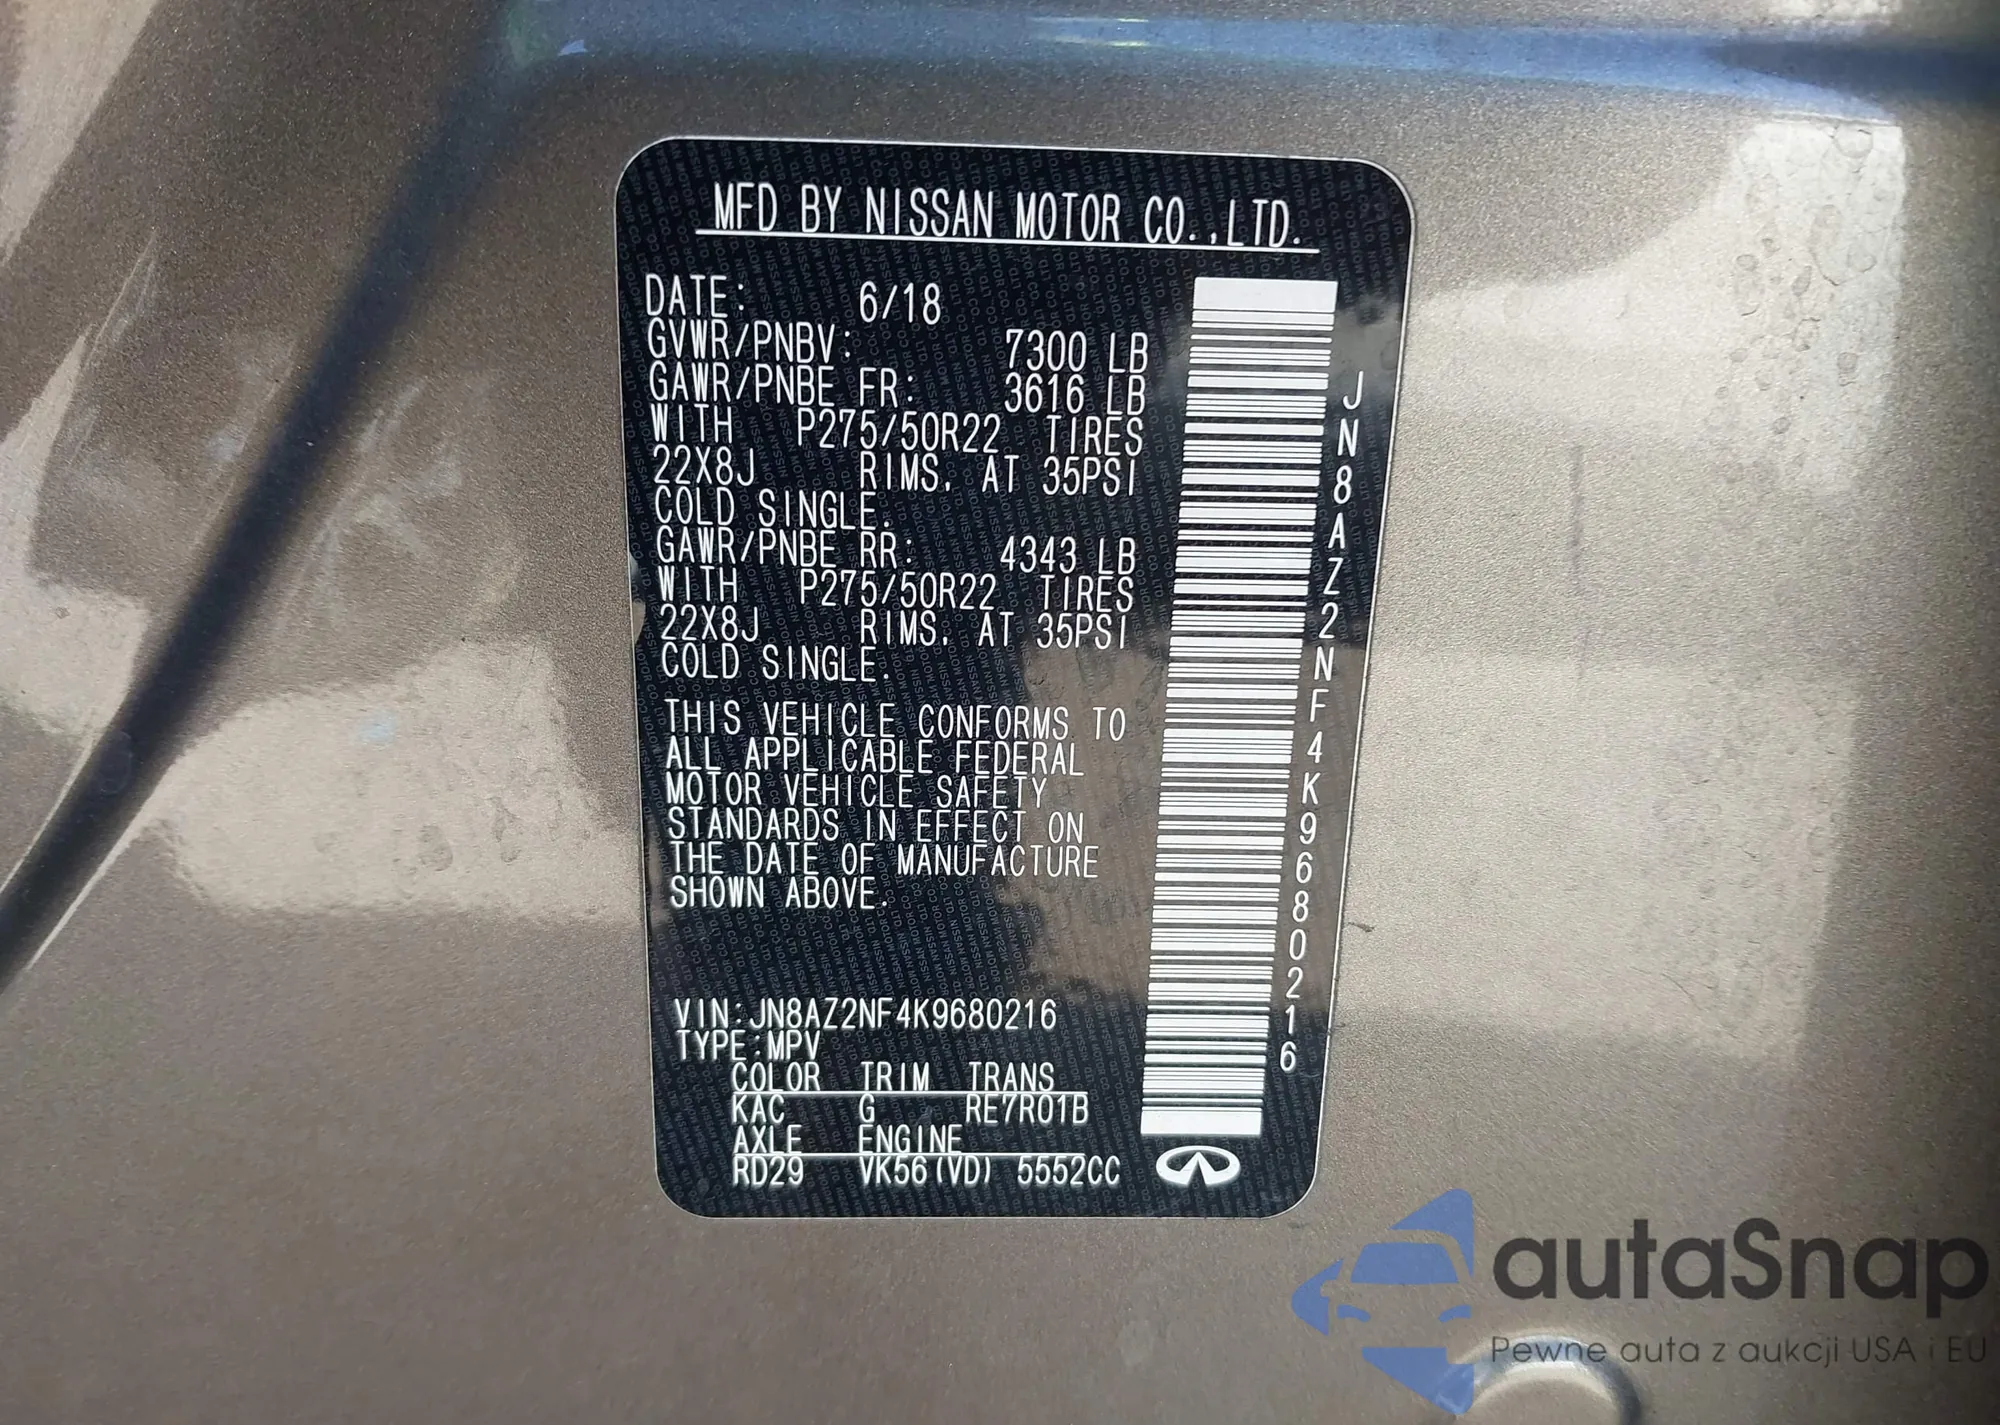 MFD BY NISSAN MOTOR CO.,LTD.
DATE: 6/18
GVWR/PNBV: 7300 LB
GAWR/PNBE FR: 3616 LB
WITH P275/50R22 TIRES
22X8J RIMS, AT 35PSI
COLD SINGLE.
GAWR/PNBE RR: 4343 LB
WITH P275/50R22 TIRES
22X8J RIMS, AT 35PSI
COLD SINGLE.
THIS VEHICLE CONFORMS TO
ALL APPLICABLE FEDERAL
MOTOR VEHICLE SAFETY
STANDARDS IN EFFECT ON
THE DATE OF MANUFACTURE
SHOWN ABOVE.
VIN:JN8AZ2NF4K9680216
TYPE:MPV
COLOR TRIM TRANS
KAC G RE7R01B
AXLE ENGINE
RD29 VK56(VD) 5552CC
JN8AZ2NF4K9680216
autaSnap
Pewne auta z aukcji USA i EU